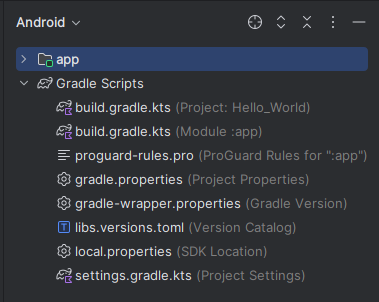 Android
app
Gradle Scripts
build.gradle.kts (Project: Hello_World)
build.gradle.kts (Module :app)
proguard-rules.pro (ProGuard Rules for ":app")
gradle.properties (Project Properties)
gradle-wrapper.properties (Gradle Version)
libs.versions.toml (Version Catalog)
local.properties (SDK Location)
settings.gradle.kts (Project Settings)